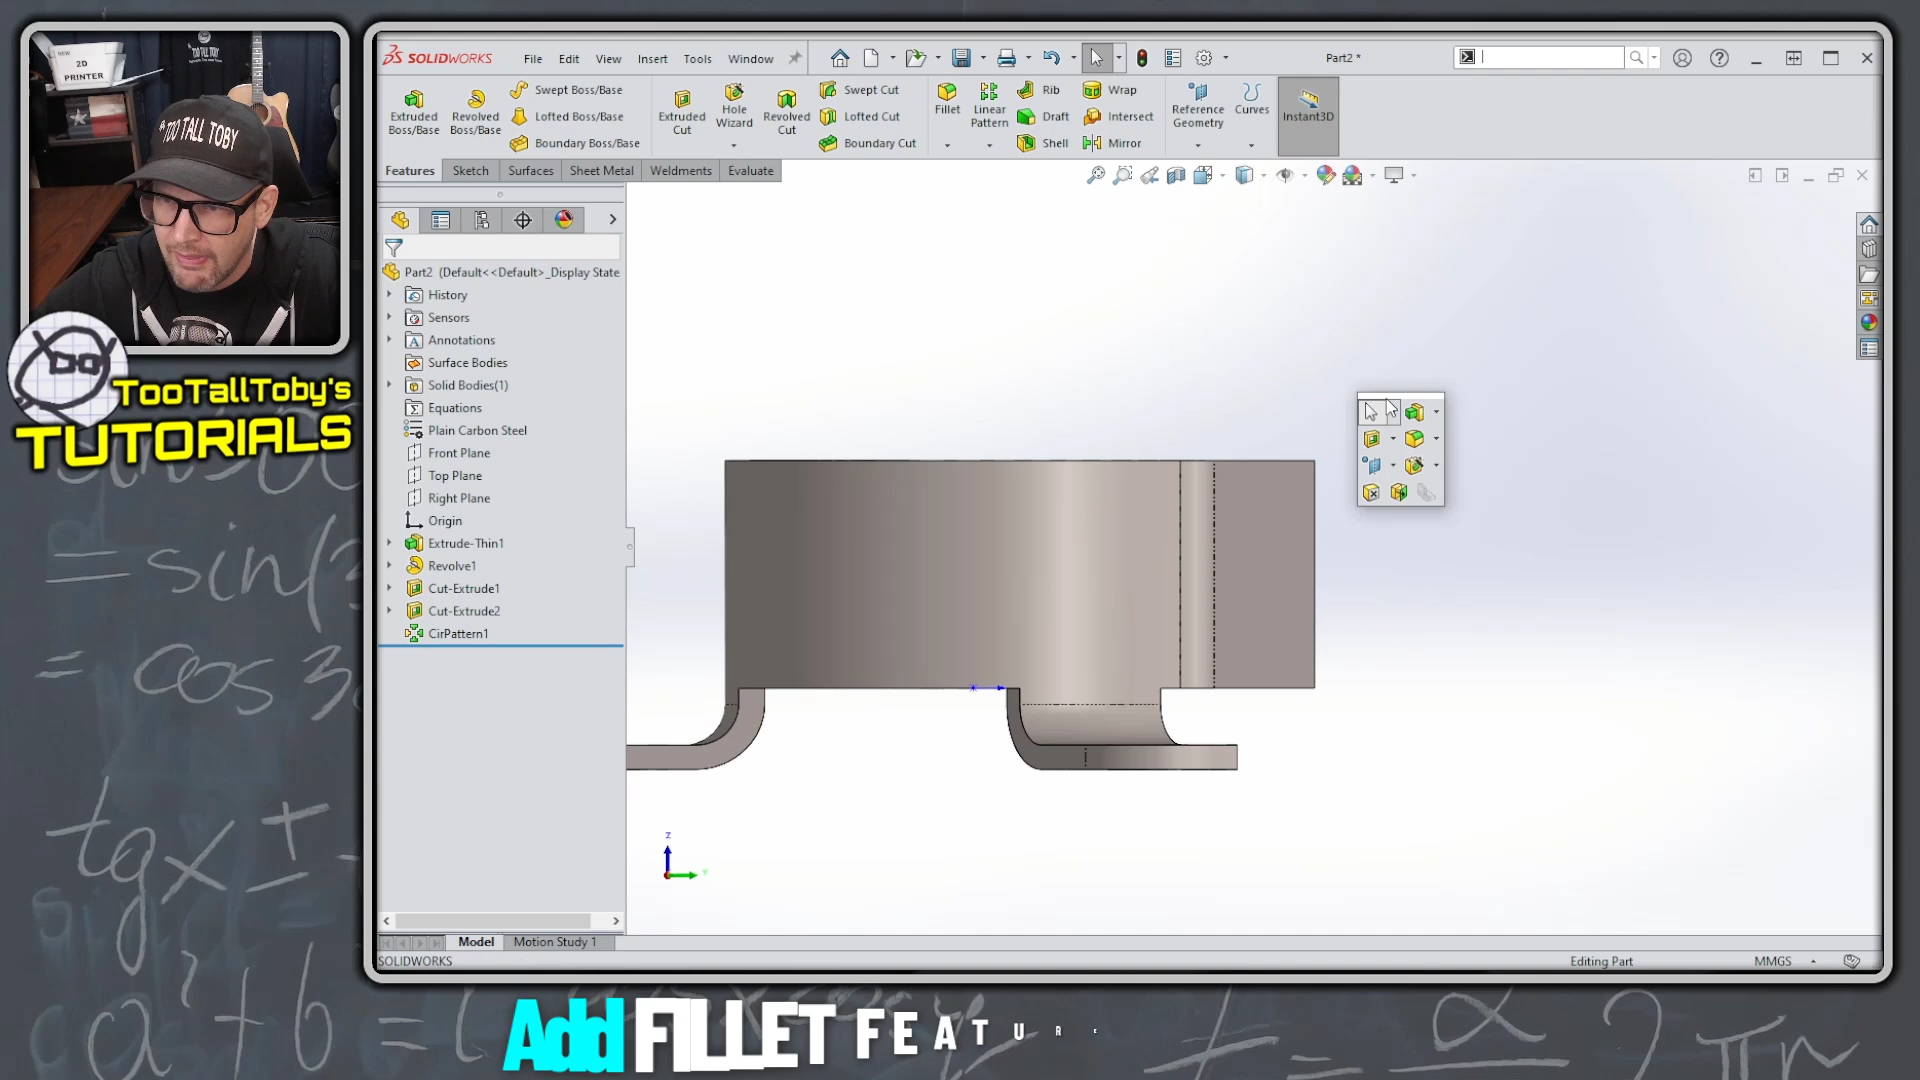 NEW
2D
PRINTER
#TOO TALL TOBY
TooTallToby's
TUTORIALS
SOLIDWORKS
File Edit View Insert Tools Window
Part2 *
Extruded Boss/Base
Revolved Boss/Base
Swept Boss/Base
Lofted Boss/Base
Boundary Boss/Base
Extruded Cut
Hole Wizard
Revolved Cut
Swept Cut
Lofted Cut
Boundary Cut
Fillet
Linear Pattern
Rib
Draft
Shell
Wrap
Intersect
Mirror
Reference Geometry
Curves
Instant3D
Features Sketch Surfaces Sheet Metal Weldments Evaluate
Part2 (Default<<Default>_Display State
History
Sensors
Annotations
Surface Bodies
Solid Bodies(1)
Equations
Plain Carbon Steel
Front Plane
Top Plane
Right Plane
Origin
Extrude-Thin1
Revolve1
Cut-Extrude1
Cut-Extrude2
CirPattern1
Z
Y
Model Motion Study 1
SOLIDWORKS
Editing Part
MMGS
Add FILLET FEATURE